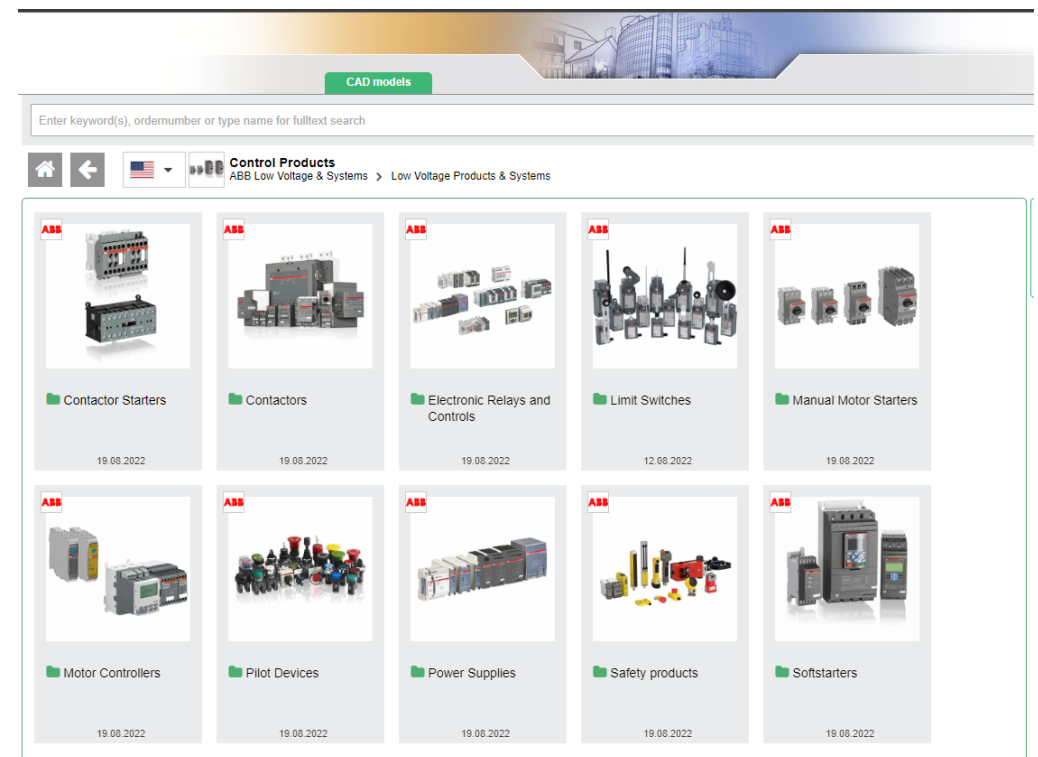 CAD models
Enter keyword(s), ordernumber or type name for fulltext search
Control Products
ABB Low Voltage & Systems > Low Voltage Products & Systems
ABB ABB ABB ABB ABB
Contactor Starters
Contactors
Electronic Relays and
Controls
Limit Switches
Manual Motor Starters
19.08.2022 19.08.2022 19.08.2022 12.08.2022 19.08.2022
ABB ABB ABB ABB ABB
Motor Controllers
Pilot Devices
Power Supplies
Safety products
Softstarters
19.08.2022 19.08.2022 19.08.2022 19.08.2022 19.08.2022